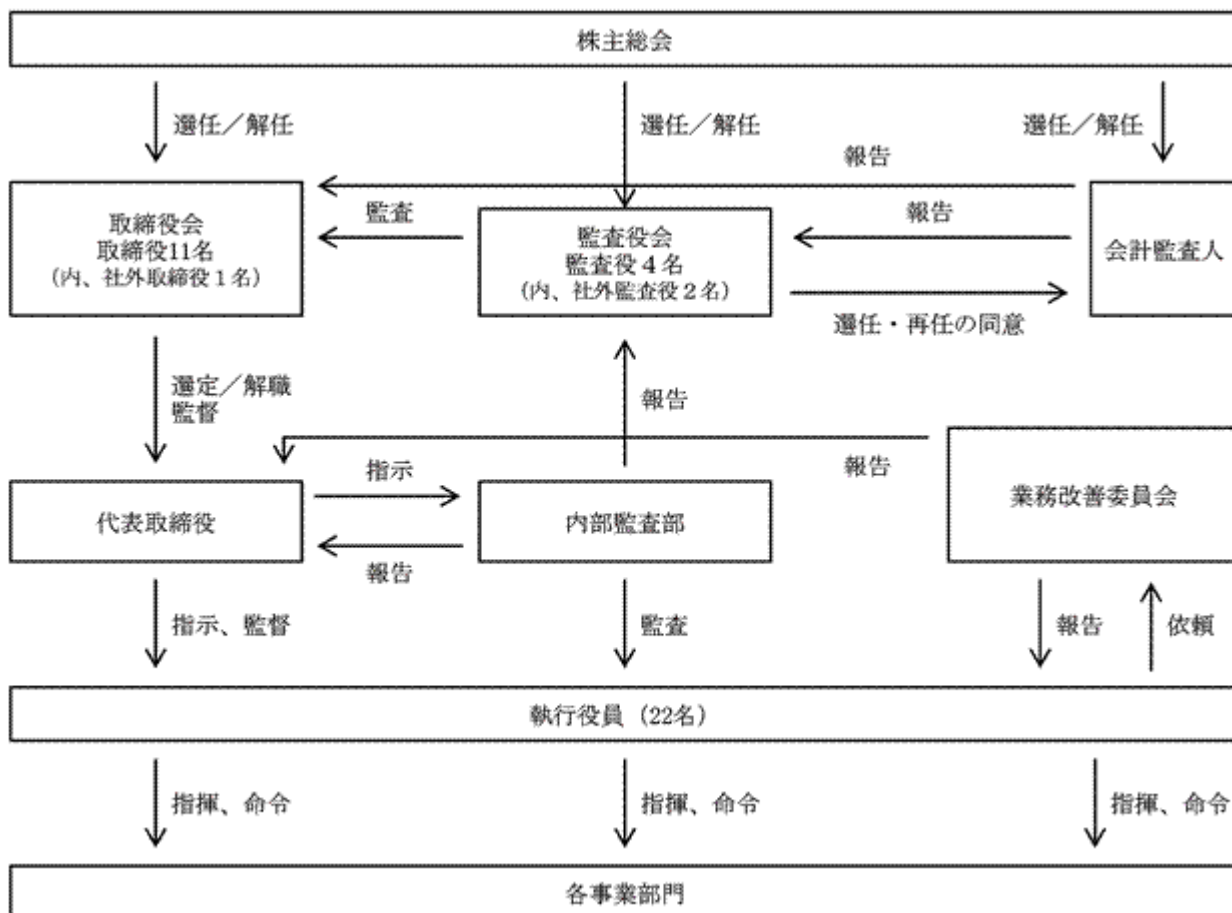 株主総会
選任／解任
選任／解任
選任／解任
報告
取締役会
取締役11名
(内、社外取締役１名)
監査
監査役会
監査役４名
(内、社外監査役２名)
報告
会計監査人
選任・再任の同意
選定／解職
監督
報告
報告
代表取締役
指示
報告
内部監査部
業務改善委員会
指示、監督
監査
報告
依頼
執行役員（22名）
指揮、命令
指揮、命令
指揮、命令
各事業部門